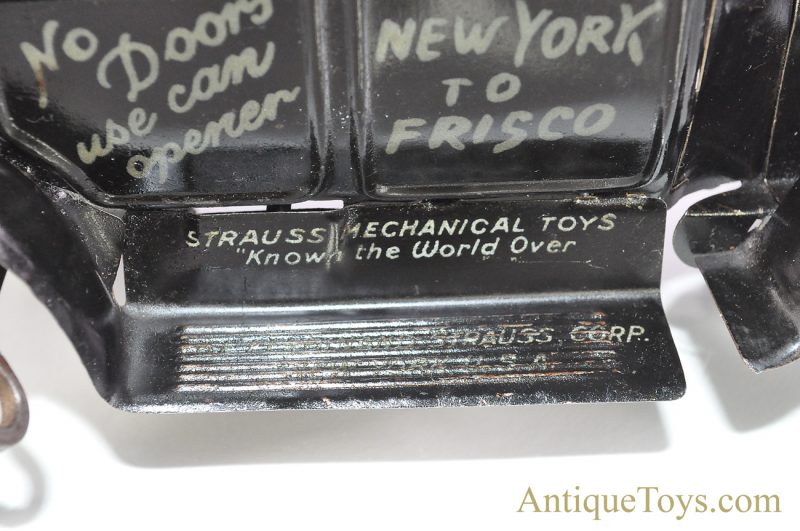 No Doors
use can
opener
NEW YORK
TO
FRISCO
STRAUSS MECHANICAL TOYS
"Known the World Over
STRAUSS CORP.
U.S.A.
AntiqueToys.com